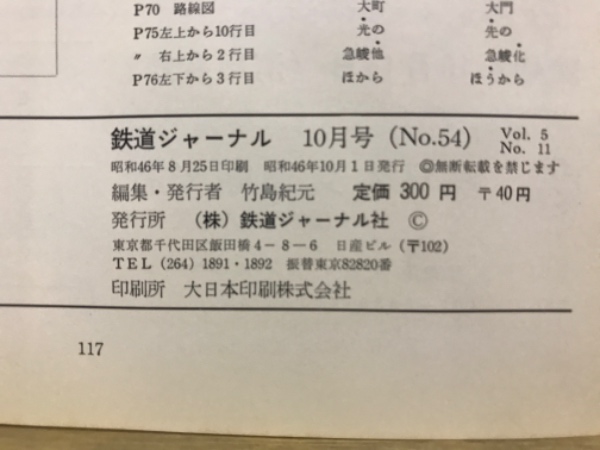 P70 路線図 大町 大門
P75左上から10行目 光の 先の
〃 右上から2行目 急峻他 急峻化
P76左下から3行目 ほから ほうから
鉄道ジャーナル 10月号 (No.54) Vol. 5 No. 11
昭和46年8月25日印刷 昭和46年10月1日発行 ◎無断転載を禁じます
編集・発行者 竹島紀元 定価 300 円 〒40円
発行所 (株) 鉄道ジャーナル社 ©
東京都千代田区飯田橋4-8-6 日産ビル (〒102)
TEL (264) 1891・1892 振替東京82820番
印刷所 大日本印刷株式会社
117